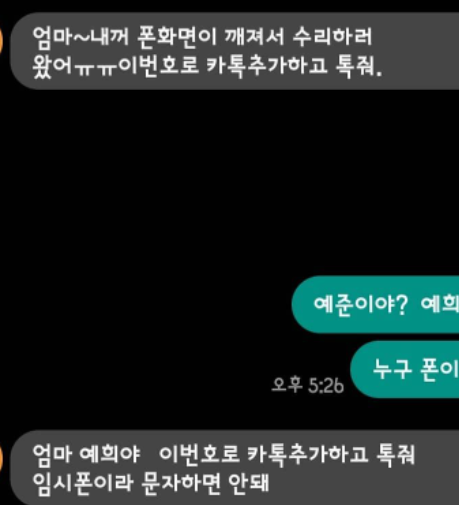 엄마~내꺼 폰화면이 깨져서 수리하러
왔어ㅠㅠ이번호로 카톡추가하고 톡줘.
예준이야? 예희
누구 폰이
오후 5:26
엄마 예희야 이번호로 카톡추가하고 톡줘
임시폰이라 문자하면 안돼